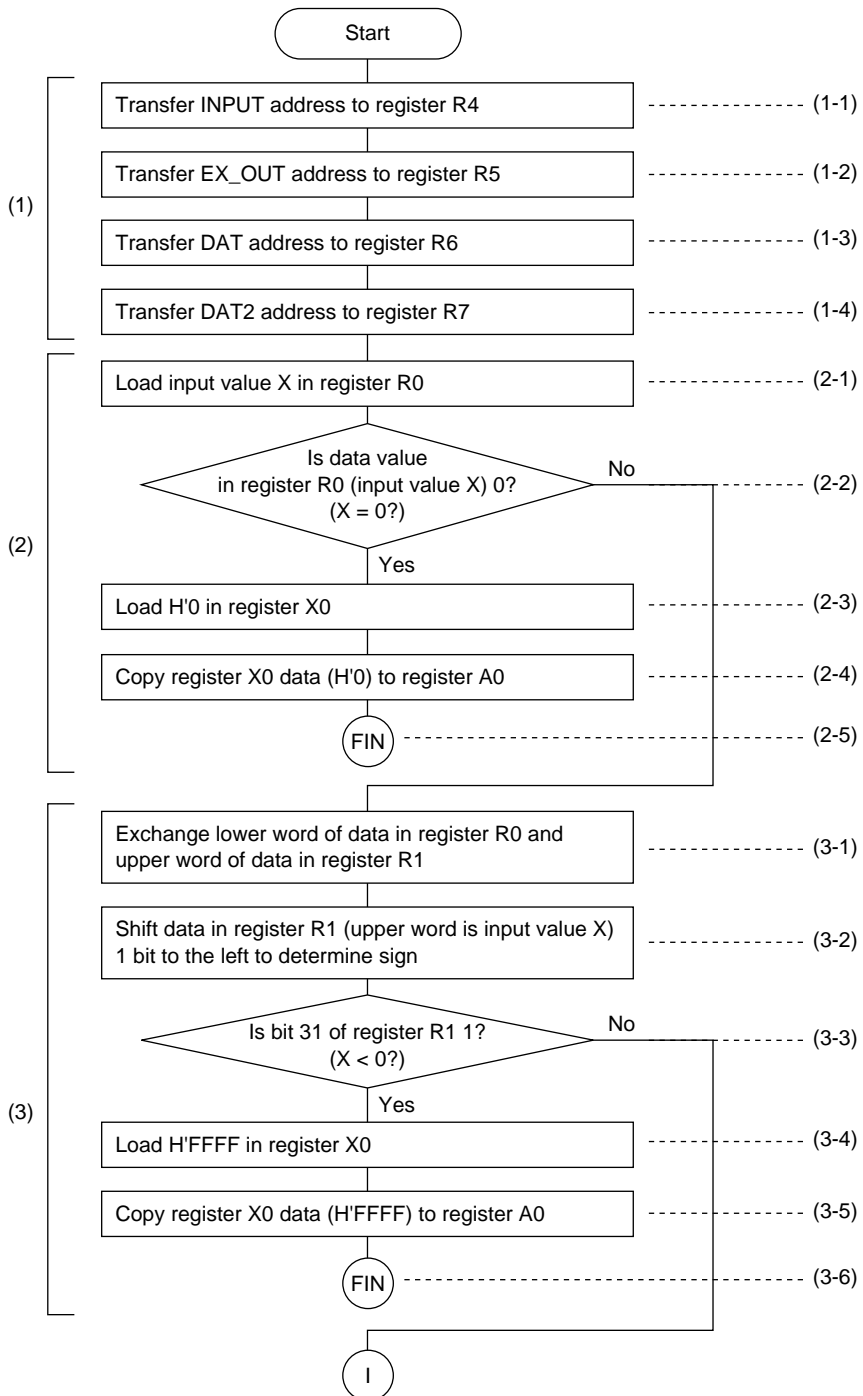 Start
Transfer INPUT address to register R4
(1-1)
Transfer EX_OUT address to register R5
(1-2)
(1)
Transfer DAT address to register R6
(1-3)
Transfer DAT2 address to register R7
(1-4)
Load input value X in register R0
(2-1)
Is data value
in register R0 (input value X) 0?
(X = 0?)
No
(2-2)
(2)
Yes
Load H'0 in register X0
(2-3)
Copy register X0 data (H'0) to register A0
(2-4)
FIN
(2-5)
Exchange lower word of data in register R0 and
upper word of data in register R1
(3-1)
Shift data in register R1 (upper word is input value X)
1 bit to the left to determine sign
(3-2)
Is bit 31 of register R1 1?
(X < 0?)
No
(3-3)
Yes
(3)
Load H'FFFF in register X0
(3-4)
Copy register X0 data (H'FFFF) to register A0
(3-5)
FIN
(3-6)
I